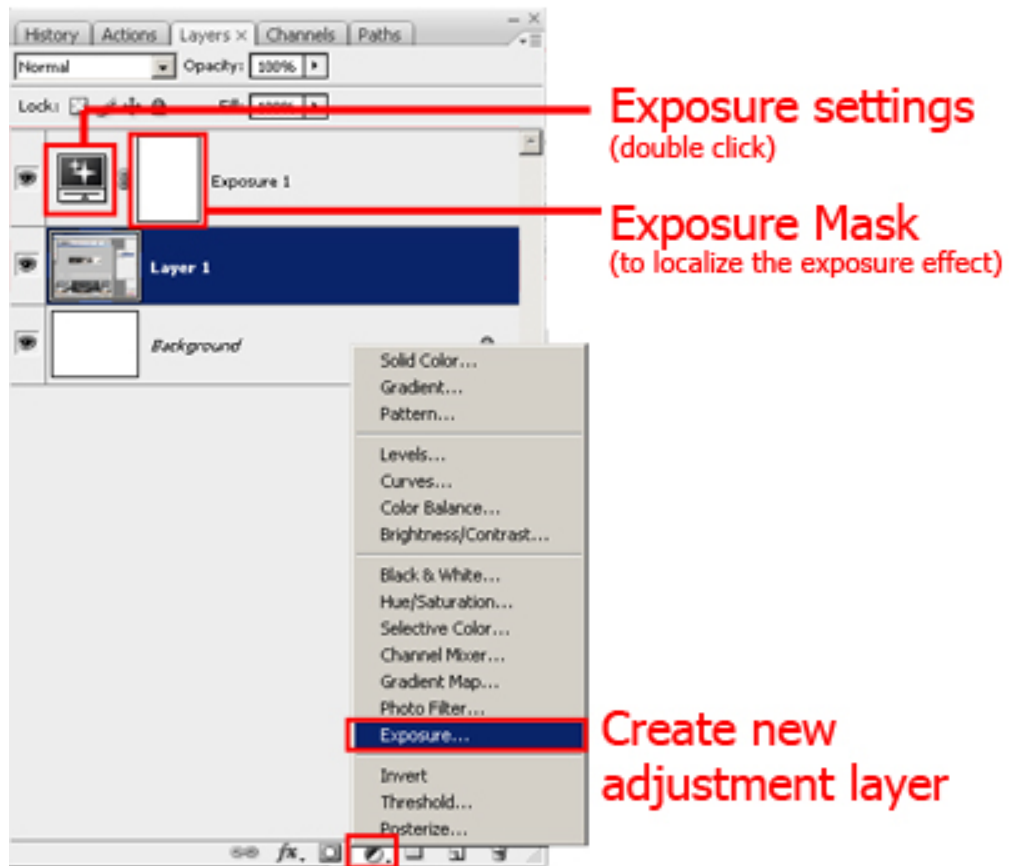 History Actions Layers × Channels Paths
Normal Opacity: 100%
Lock: Fill: 100%
Exposure settings
(double click)
Exposure 1
Exposure Mask
(to localize the exposure effect)
Layer 1
Background
Solid Color...
Gradient...
Pattern...
Levels...
Curves...
Color Balance...
Brightness/Contrast...
Black & White...
Hue/Saturation...
Selective Color...
Channel Mixer...
Gradient Map...
Photo Filter...
Exposure...
Create new
adjustment layer
Invert
Threshold...
Posterize...
fx.